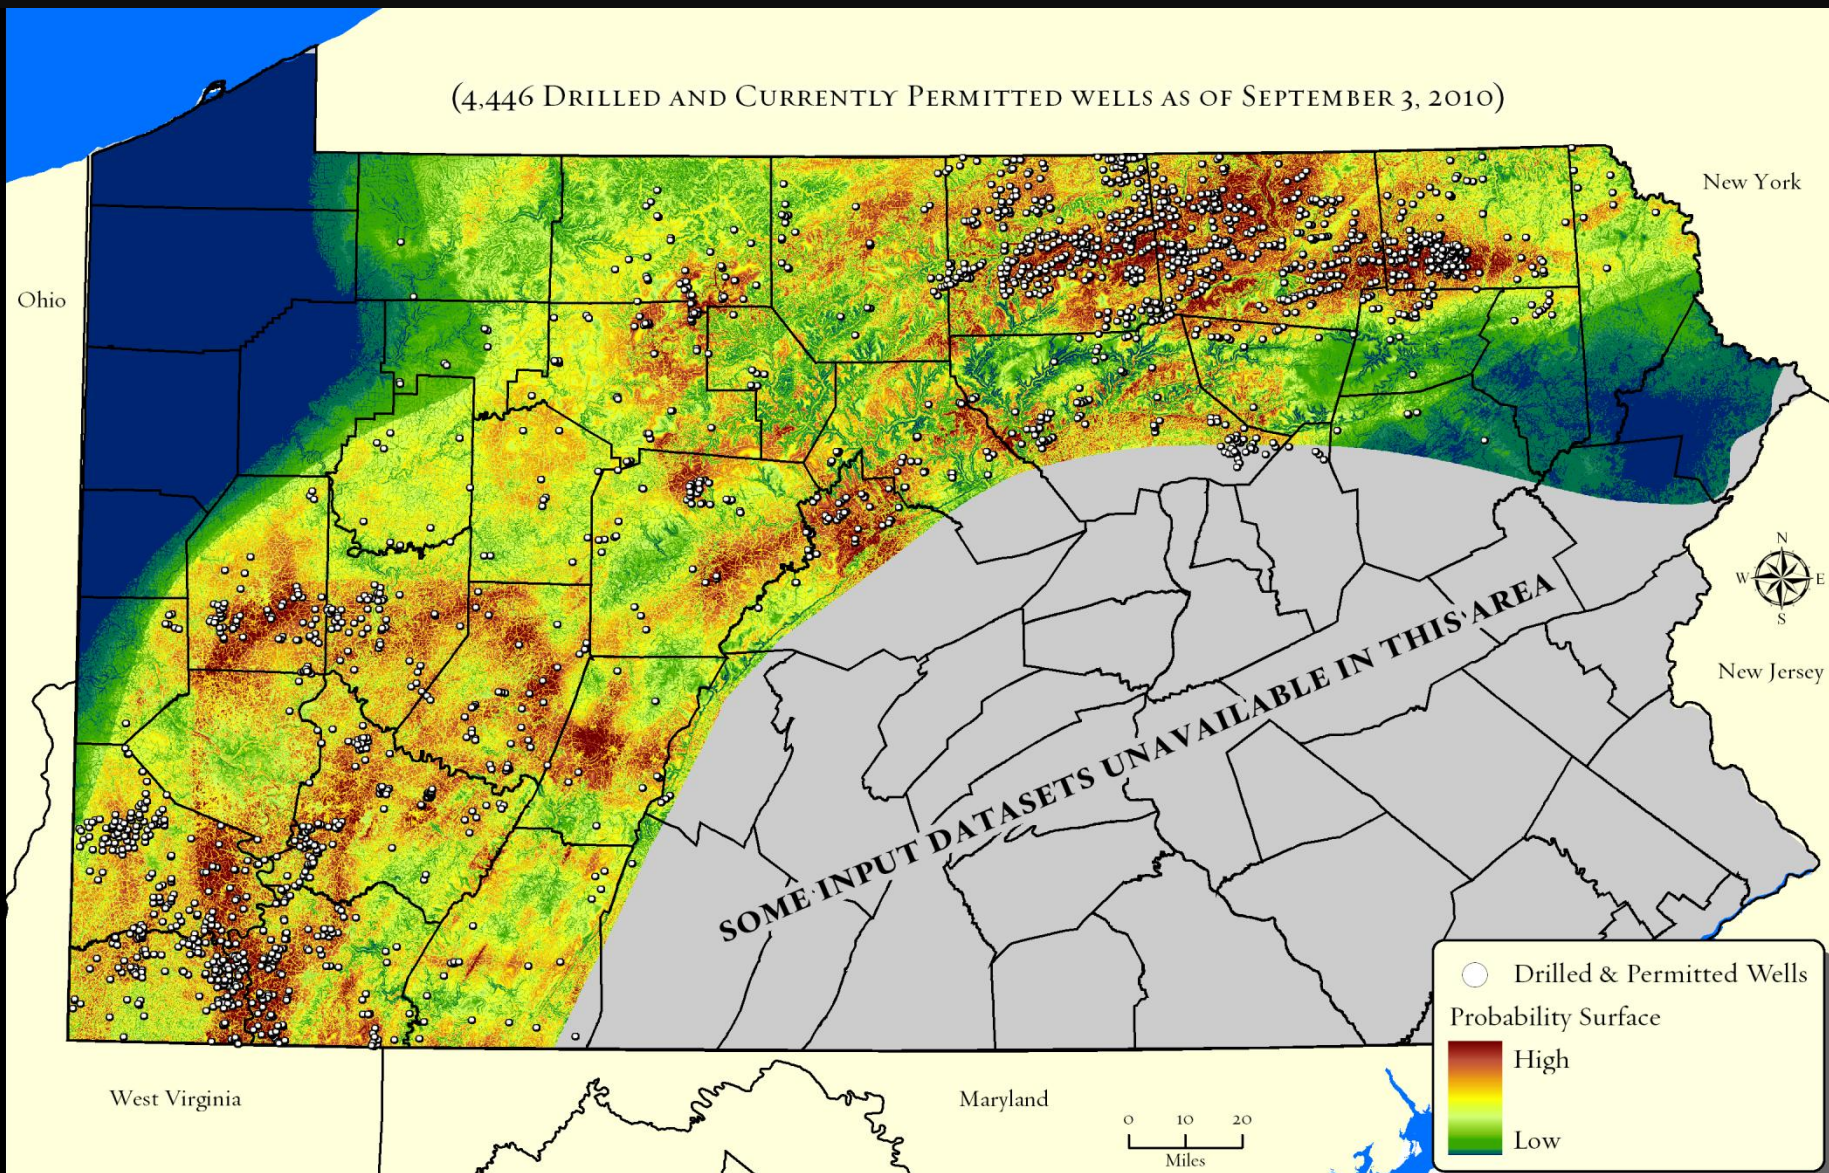 (4,446 Drilled and Currently Permitted wells as of September 3, 2010)
New York
Ohio
N
W E
S
New Jersey
SOME INPUT DATASETS UNAVAILABLE IN THIS AREA
Drilled & Permitted Wells
Probability Surface
High
Low
West Virginia
Maryland
0 10 20
Miles